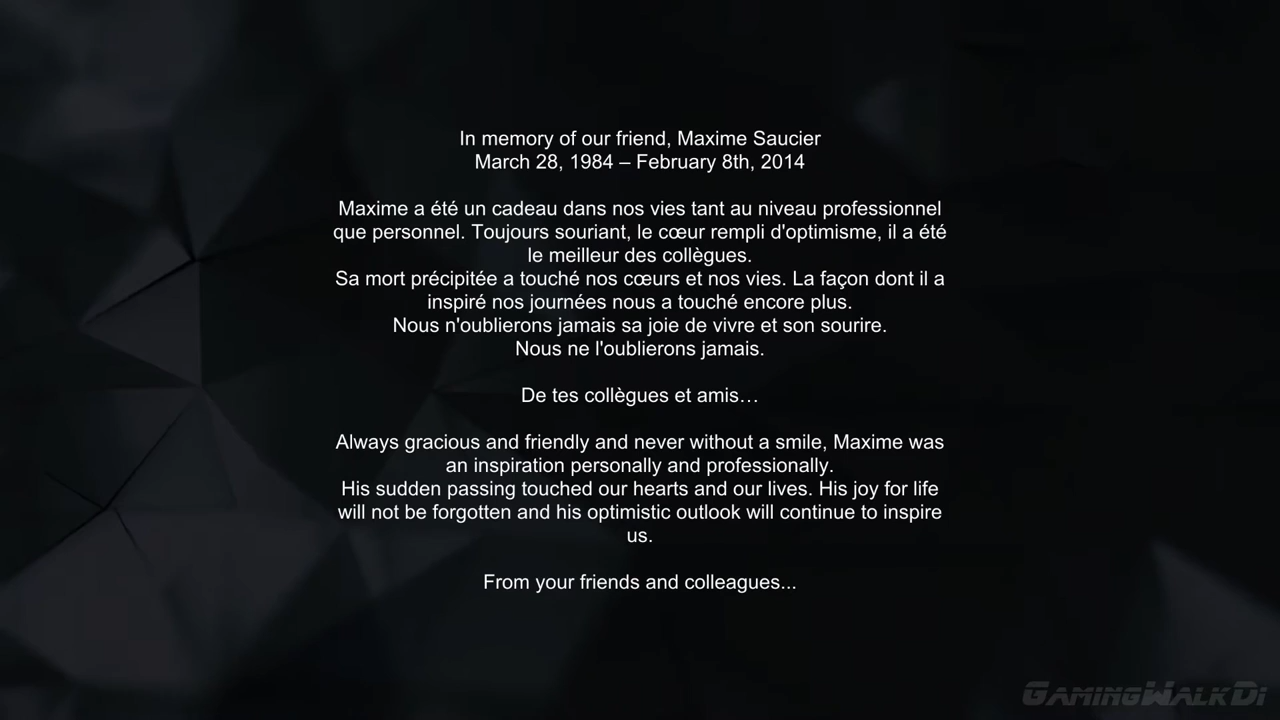 In memory of our friend, Maxime Saucier
March 28, 1984 – February 8th, 2014
Maxime a été un cadeau dans nos vies tant au niveau professionnel
que personnel. Toujours souriant, le cœur rempli d'optimisme, il a été
le meilleur des collègues.
Sa mort précipitée a touché nos cœurs et nos vies. La façon dont il a
inspiré nos journées nous a touché encore plus.
Nous n'oublierons jamais sa joie de vivre et son sourire.
Nous ne l'oublierons jamais.
De tes collègues et amis…
Always gracious and friendly and never without a smile, Maxime was
an inspiration personally and professionally.
His sudden passing touched our hearts and our lives. His joy for life
will not be forgotten and his optimistic outlook will continue to inspire
us.
From your friends and colleagues...
GamingWalkDi